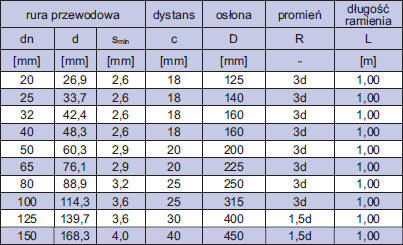 rura przewodowa dystans osłona promień długość ramienia
dn d smin c D R L
[mm] [mm] [mm] [mm] [mm] - [m]
20 26,9 2,6 18 125 3d 1,00
25 33,7 2,6 18 140 3d 1,00
32 42,4 2,6 18 160 3d 1,00
40 48,3 2,6 18 160 3d 1,00
50 60,3 2,9 20 200 3d 1,00
65 76,1 2,9 20 225 3d 1,00
80 88,9 3,2 25 250 3d 1,00
100 114,3 3,6 25 315 3d 1,00
125 139,7 3,6 30 400 1,5d 1,00
150 168,3 4,0 40 450 1,5d 1,00